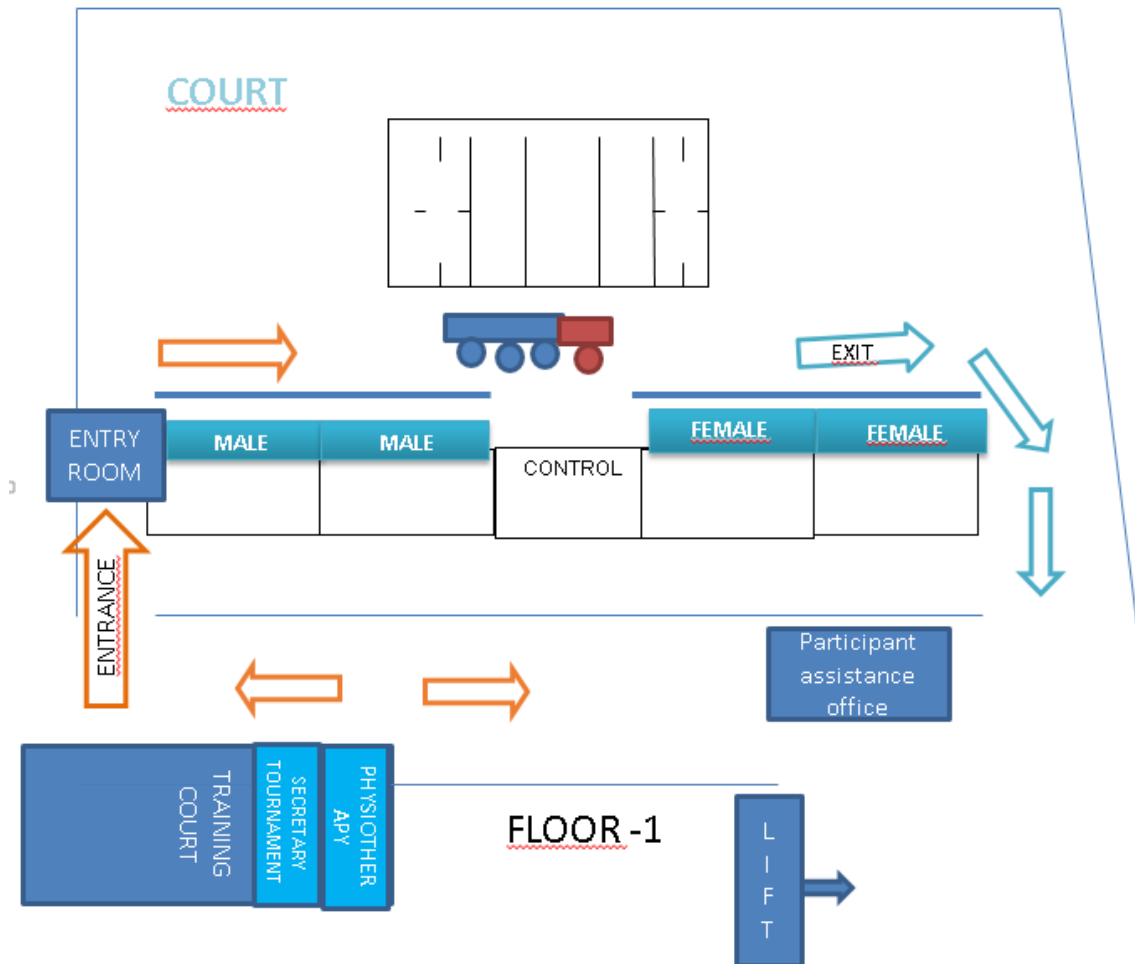 COURT
EXIT
ENTRY
ROOM
MALE
MALE
CONTROL
FEMALE
FEMALE
ENTRANCE
Participant
assistance
office
TRAINING
COURT
SECRETARY
TOURNAMENT
PHYSIOTHER
APY
FLOOR -1
L
I
F
T